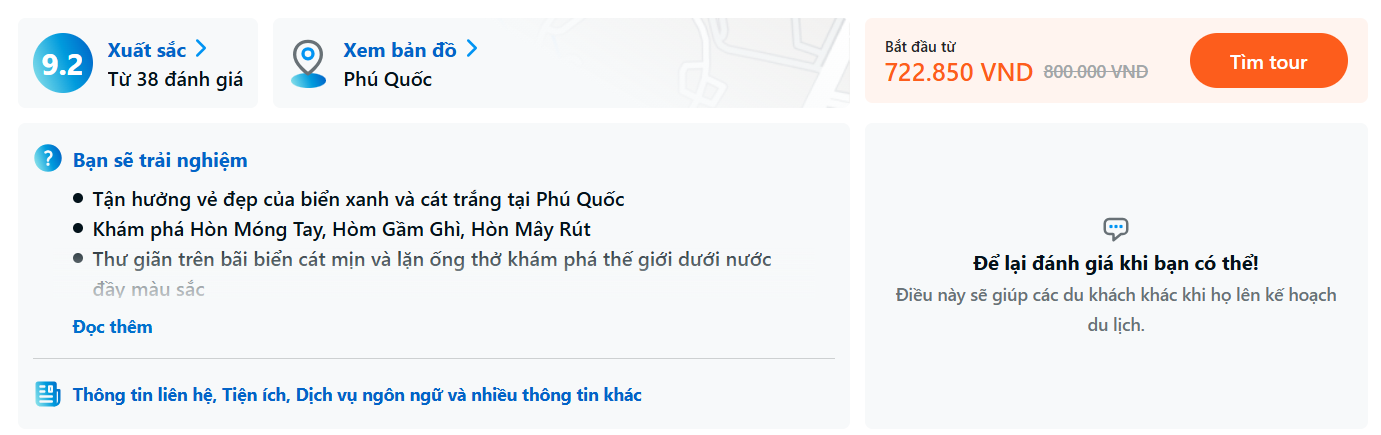 9.2
Xuất sắc
Từ 38 đánh giá
Xem bản đồ
Phú Quốc
Bắt đầu từ
722.850 VND 800.000 VND
Tìm tour
? Bạn sẽ trải nghiệm
• Tận hưởng vẻ đẹp của biển xanh và cát trắng tại Phú Quốc
• Khám phá Hòn Móng Tay, Hòm Gầm Ghì, Hòn Mây Rút
• Thư giãn trên bãi biển cát mịn và lặn ống thở khám phá thế giới dưới nước
đầy màu sắc
Đọc thêm
Thông tin liên hệ, Tiện ích, Dịch vụ ngôn ngữ và nhiều thông tin khác
Để lại đánh giá khi bạn có thể!
Điều này sẽ giúp các du khách khác khi họ lên kế hoạch
du lịch.